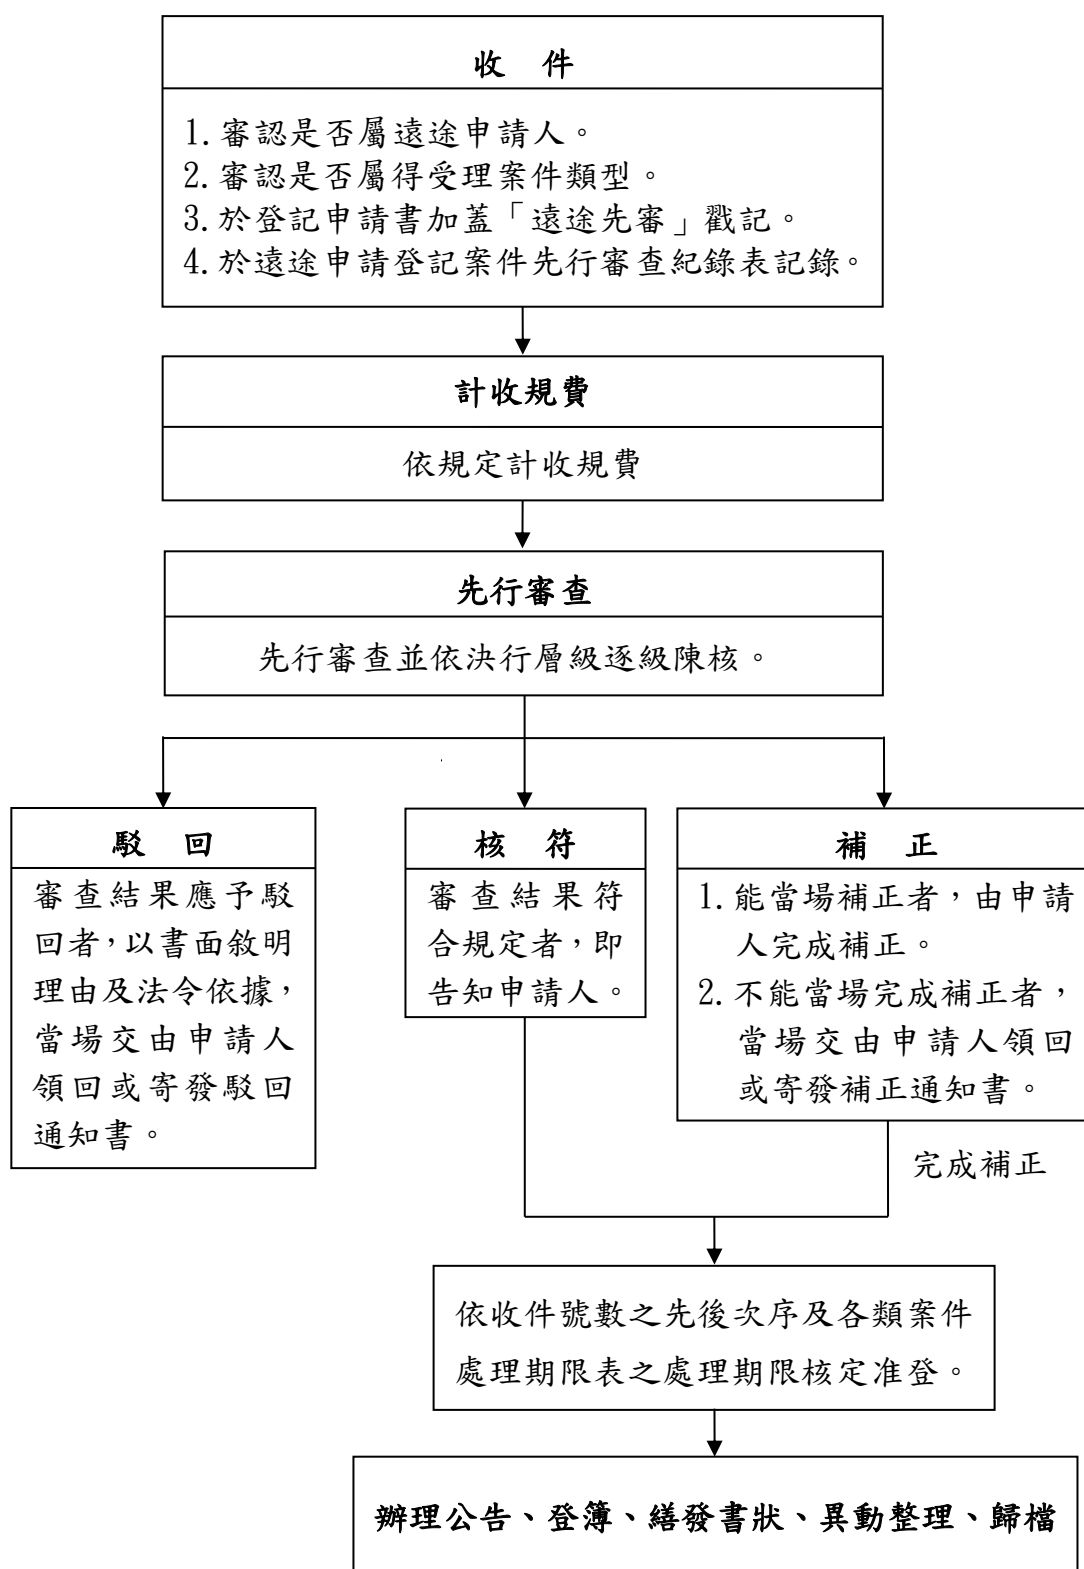 收 件
1.審認是否屬遠途申請人。
2.審認是否屬得受理案件類型。
3.於登記申請書加蓋「遠途先審」戳記。
4.於遠途申請登記案件先行審查紀錄表記錄。
計收規費
依規定計收規費
先行審查
先行審查並依決行層級逐級陳核。
駁 回
審查結果應予駁
回者，以書面敘明
理由及法令依據，
當場交由申請人
領回或寄發駁回
通知書。
核 符
審查結果符
合規定者，即
告知申請人。
補 正
1.能當場補正者，由申請
人完成補正。
2.不能當場完成補正者，
當場交由申請人領回
或寄發補正通知書。
完成補正
依收件號數之先後次序及各類案件
處理期限表之處理期限核定准登。
辦理公告、登簿、繕發書狀、異動整理、歸檔